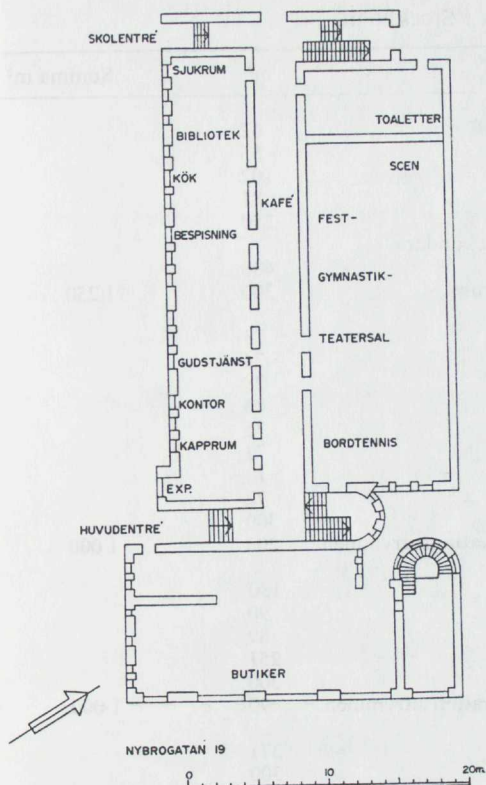 SKOLENTRÉ
SJUKRUM
TOALETTER
BIBLIOTEK
SCEN
KÖK
KAFÉ
FEST-
BESPISNING
GYMNASTIK-
TEATERSAL
GUDSTJÄNST
KONTOR
BORDTENNIS
KAPPRUM
EXP.
HUVUDENTRÉ
BUTIKER
NYBROGATAN 19
0 10 20m.